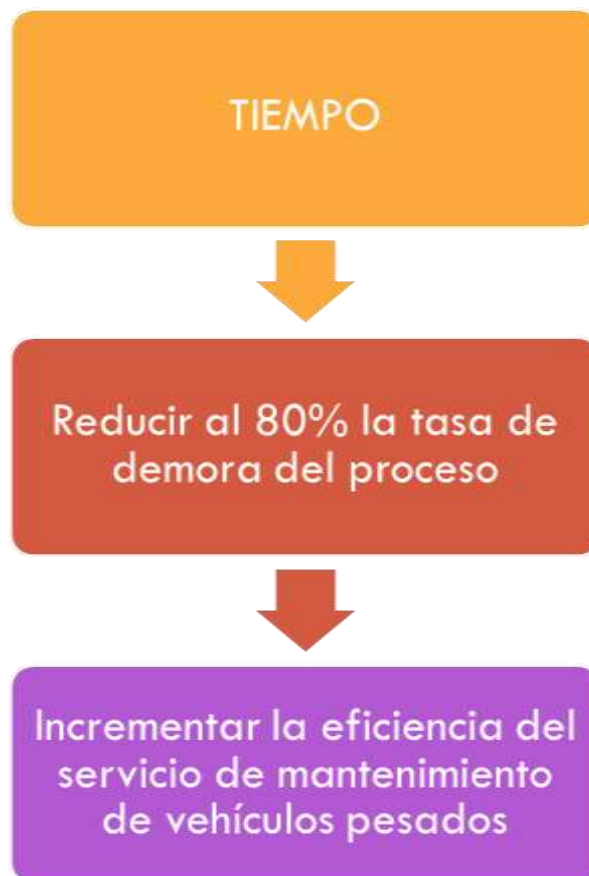 TIEMPO
Reducir al 80% la tasa de
demora del proceso
Incrementar la eficiencia del
servicio de mantenimiento
de vehículos pesados